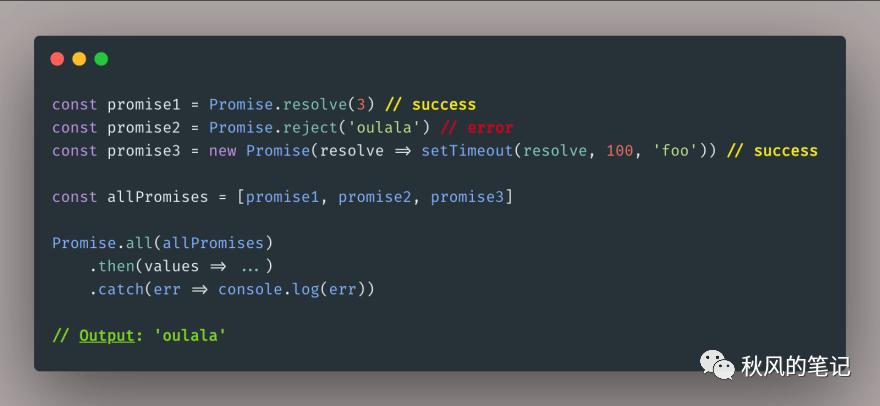 const promise1 = Promise.resolve(3) // success
const promise2 = Promise.reject('oulala') // error
const promise3 = new Promise(resolve => setTimeout(resolve, 100, 'foo')) // success
const allPromises = [promise1, promise2, promise3]
Promise.all(allPromises)
.then(values => ...)
.catch(err => console.log(err))
// Output: 'oulala'
秋风的笔记